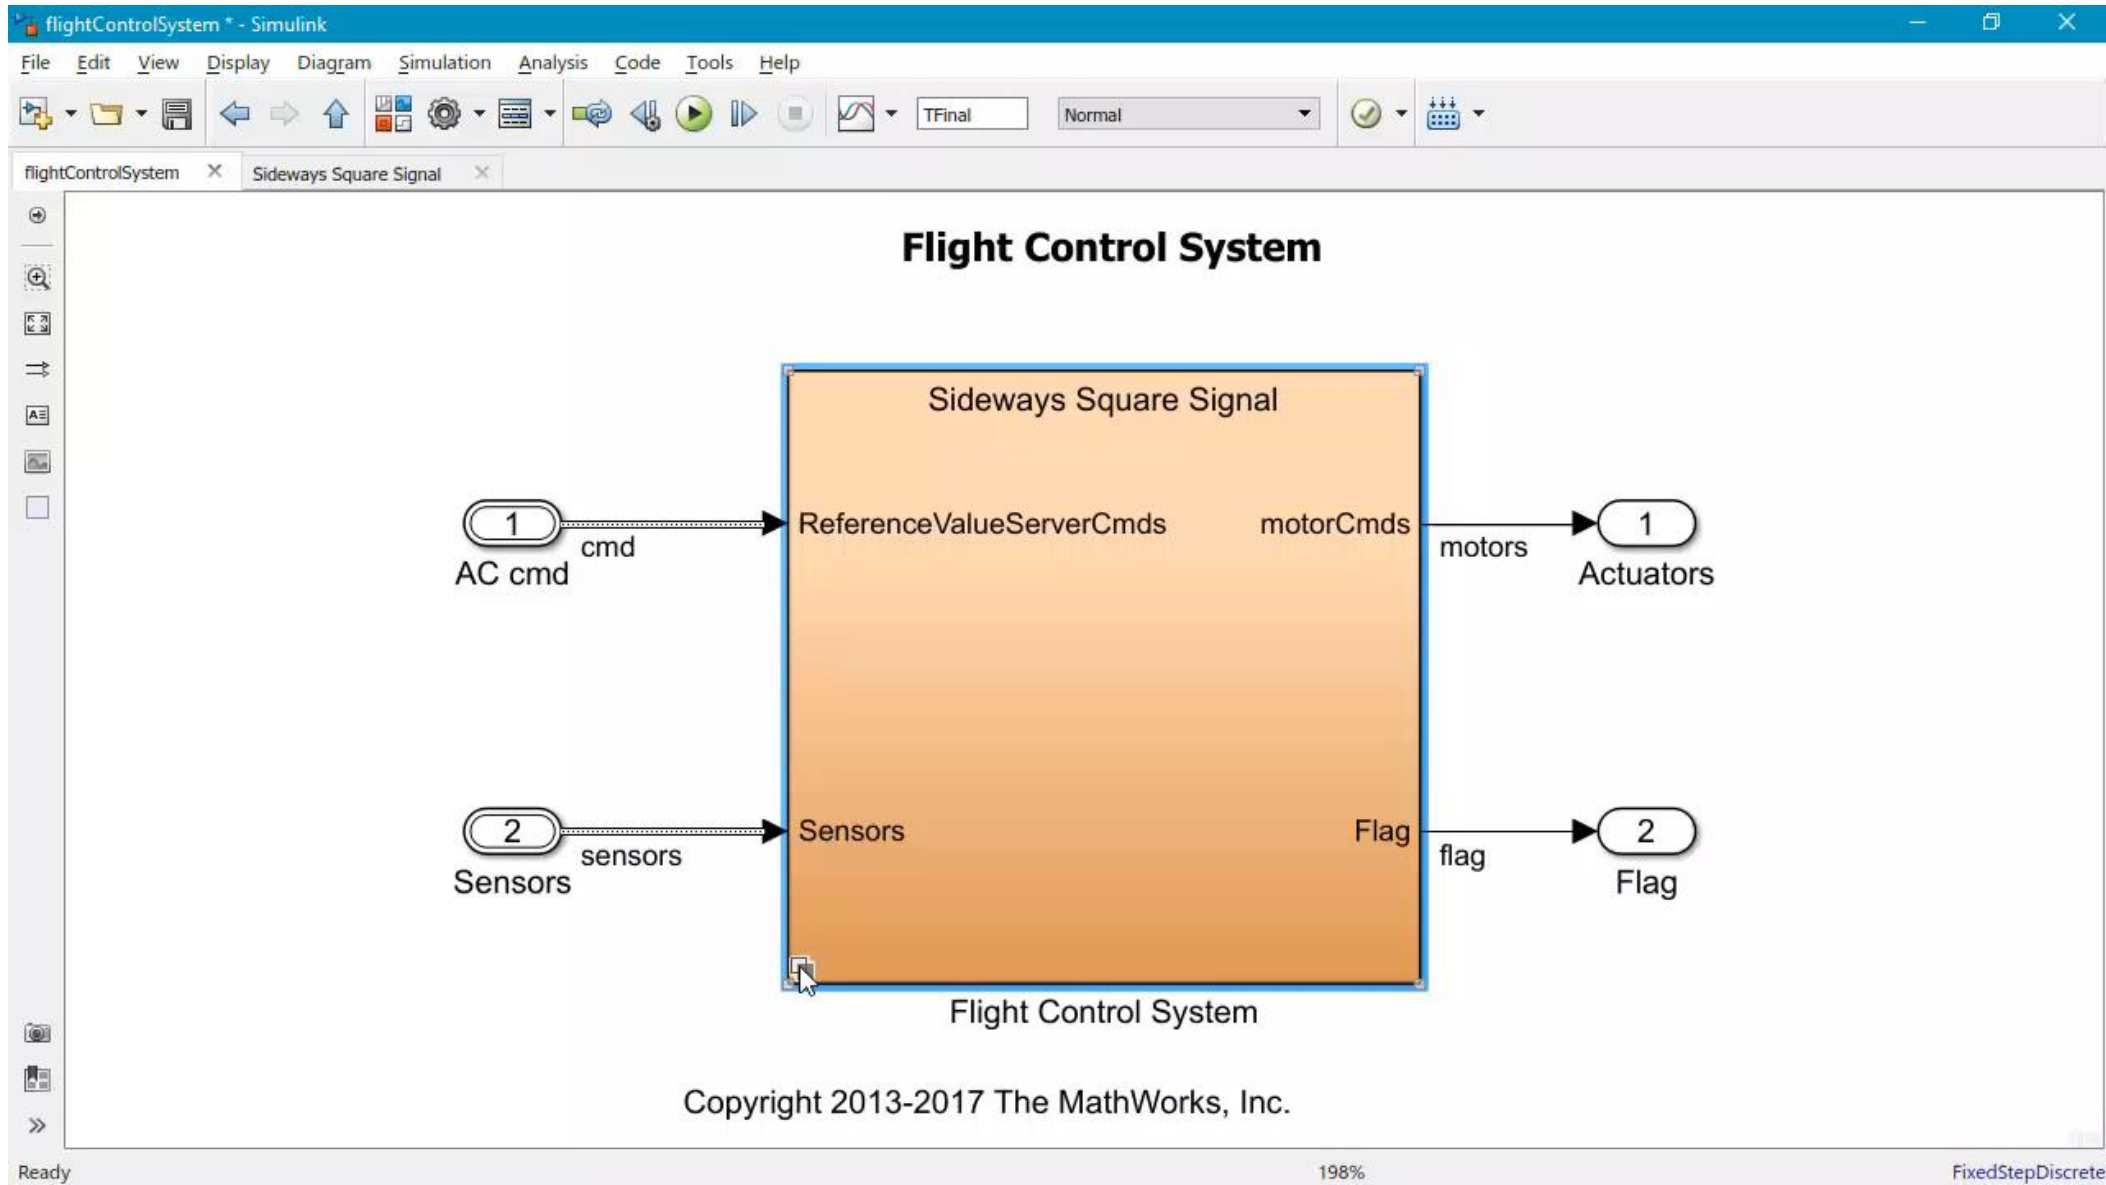 flightControlSystem * - Simulink
File Edit View Display Diagram Simulation Analysis Code Tools Help
TFinal Normal
flightControlSystem Sideways Square Signal
Flight Control System
Sideways Square Signal
1 cmd ReferenceValueServerCmds motorCmds motors 1
AC cmd Actuators
2 sensors Sensors Flag flag 2
Sensors Flag
Flight Control System
Copyright 2013-2017 The MathWorks, Inc.
Ready 198% FixedStepDiscrete